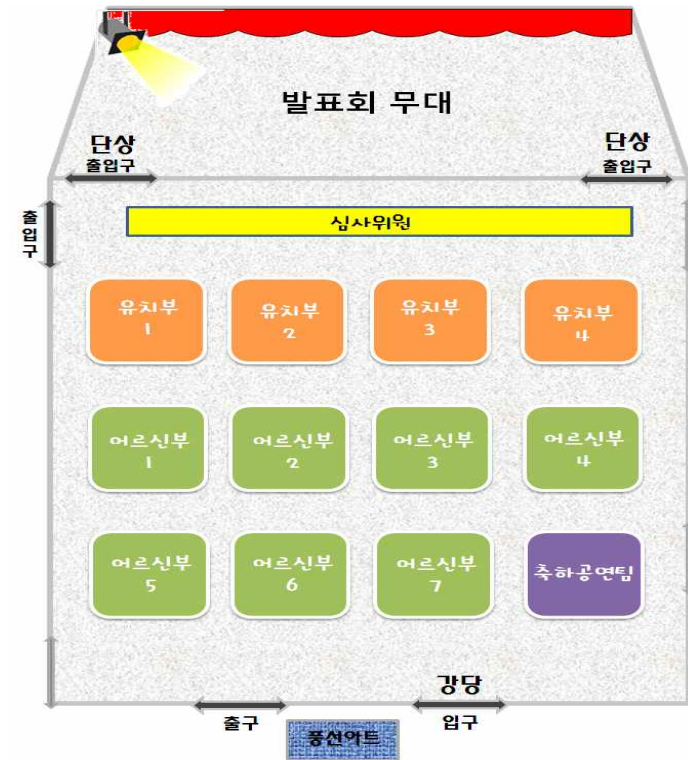 발표회 무대
단상
출입구
단상
출입구
출입구
심사위원
유치부
1
유치부
2
유치부
3
유치부
4
어르신부
1
어르신부
2
어르신부
3
어르신부
4
어르신부
5
어르신부
6
어르신부
7
축하공연팀
강당
출구
입구
풍선아트